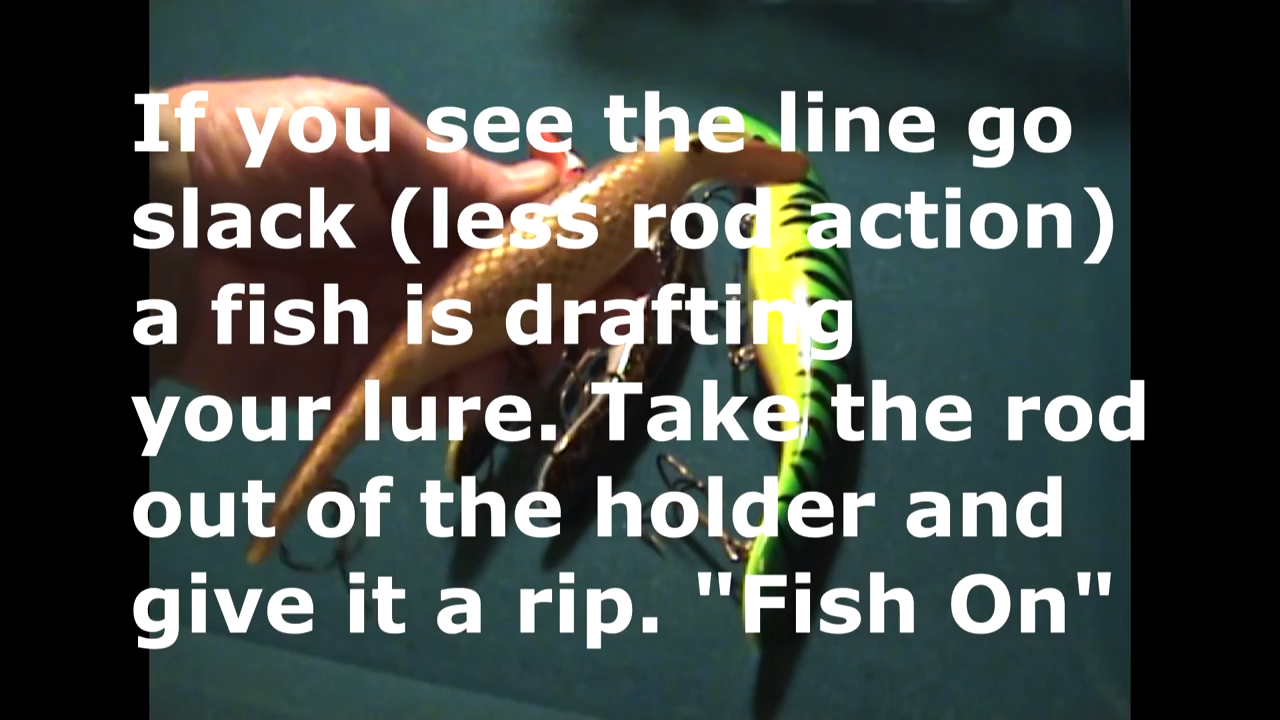 If you see the line go
slack (less rod action)
a fish is drafting
your lure. Take the rod
out of the holder and
give it a rip. "Fish On"